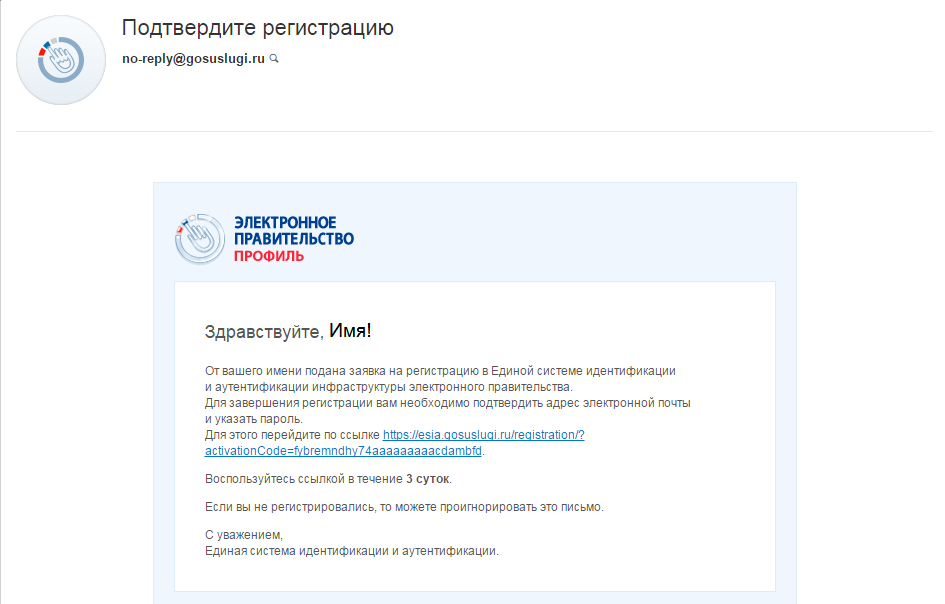 Подтвердите регистрацию
no-reply@gosuslugi.ru
ЭЛЕКТРОННОЕ
ПРАВИТЕЛЬСТВО
ПРОФИЛЬ
Здравствуйте, Имя!
От вашего имени подана заявка на регистрацию в Единой системе идентификации
и аутентификации инфраструктуры электронного правительства.
Для завершения регистрации вам необходимо подтвердить адрес электронной почты
и указать пароль.
Для этого перейдите по ссылке https://esia.gosuslugi.ru/registration/?
activationCode=fybremndhy74aaaaaaaaacdambfd.
Воспользуйтесь ссылкой в течение 3 суток.
Если вы не регистрировались, то можете проигнорировать это письмо.
С уважением,
Единая система идентификации и аутентификации.